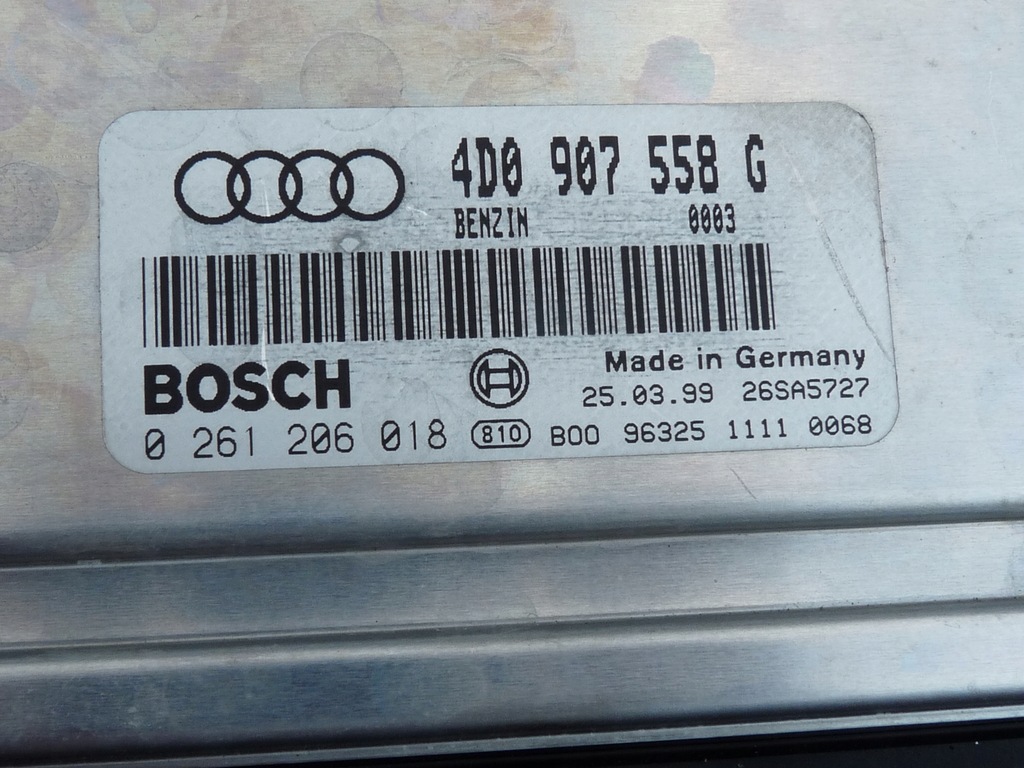 4D0 907 558 G
BENZIN 0003
BOSCH
Made in Germany
25.03.99 26SA5727
0 261 206 018 810 B00 96325 1111 0068